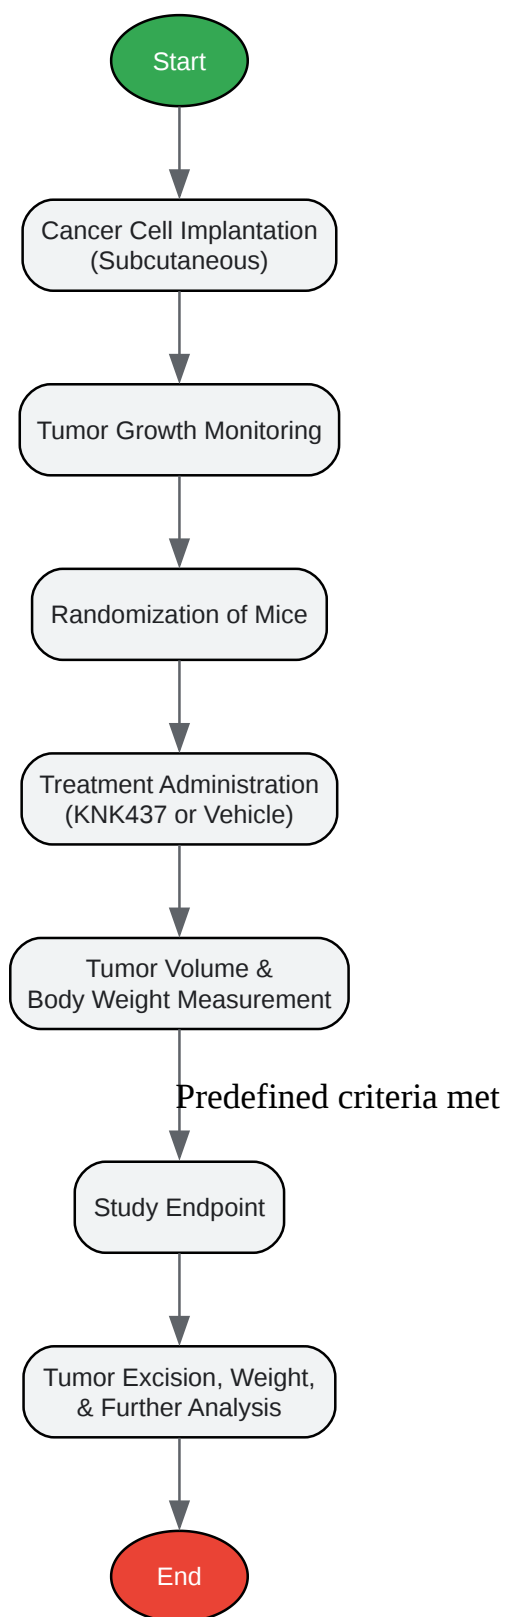 Start
Cancer Cell Implantation
(Subcutaneous)
Tumor Growth Monitoring
Randomization of Mice
Treatment Administration
(KNK437 or Vehicle)
Tumor Volume &
Body Weight Measurement
Predefined criteria met
Study Endpoint
Tumor Excision, Weight,
& Further Analysis
End